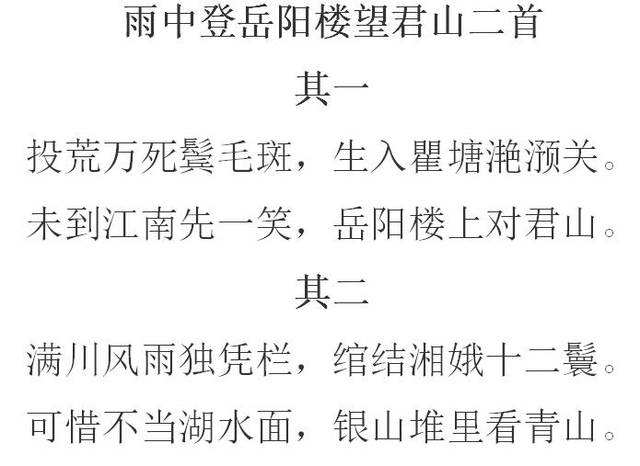 雨中登岳阳楼望君山二首
其一
投荒万死鬓毛斑，生入瞿塘滟滪关。
未到江南先一笑，岳阳楼上对君山。
其二
满川风雨独凭栏，绾结湘娥十二鬟。
可惜不当湖水面，银山堆里看青山。